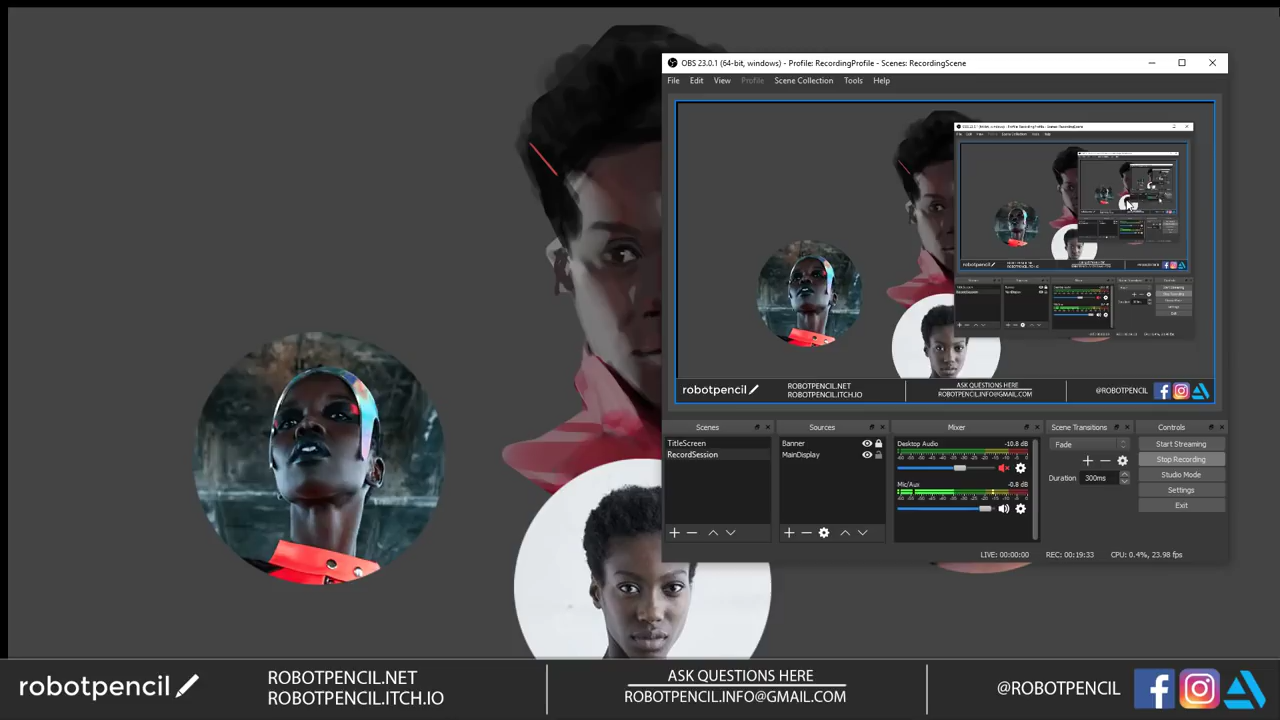 OBS 23.0.1 (64-bit, windows) - Profile: RecordingProfile - Scenes: RecordingScene
File Edit View Profile Scene Collection Tools Help
robotpencil
ROBOTPENCIL.NET
ROBOTPENCIL.ITCH.IO
ASK QUESTIONS HERE
ROBOTPENCIL.INFO@GMAIL.COM
@ROBOTPENCIL
Scenes
TitleScreen
RecordSession
Sources
Banner
MainDisplay
Mixer
Desktop Audio -10.8 dB
Mic/Aux -0.8 dB
Scene Transitions
Fade
Duration 300ms
Controls
Start Streaming
Stop Recording
Studio Mode
Settings
Exit
LIVE: 00:00:00 REC: 00:19:33 CPU: 0.4%, 23.98 fps
robotpencil
ROBOTPENCIL.NET
ROBOTPENCIL.ITCH.IO
ASK QUESTIONS HERE
ROBOTPENCIL.INFO@GMAIL.COM
@ROBOTPENCIL